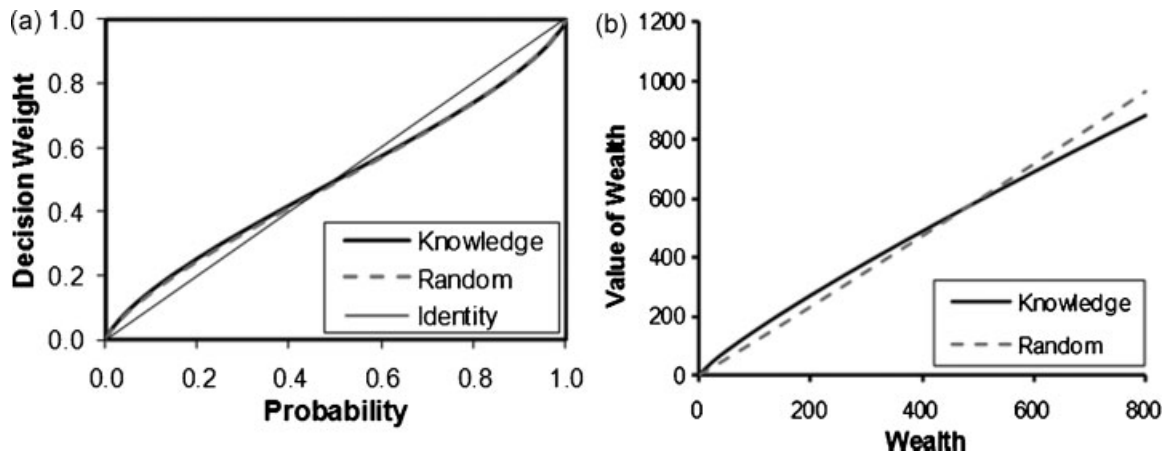 (a)
1.0
0.8
0.6
0.4
0.2
0.0
Decision Weight
Knowledge
Random
Identity
0.0 0.2 0.4 0.6 0.8 1.0
Probability
(b)
1200
1000
800
600
400
200
0
Value of Wealth
Knowledge
Random
0 200 400 600 800
Wealth